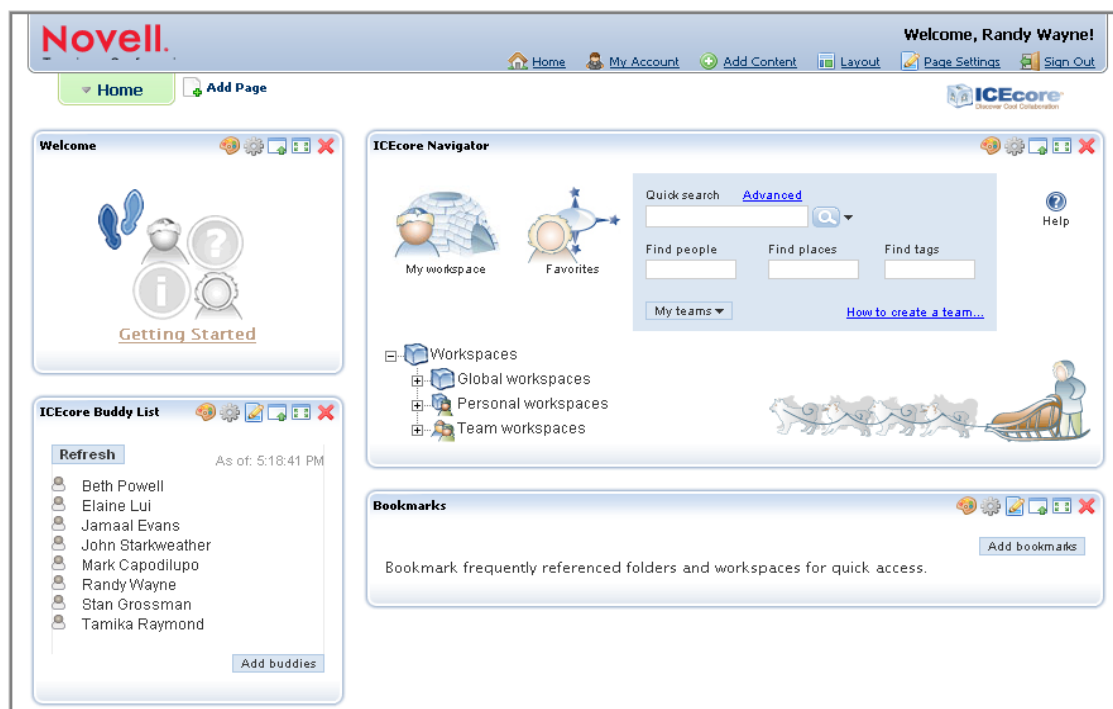 Novell.
Welcome, Randy Wayne!
Home My Account Add Content Layout Page Settings Sign Out
Home Add Page
ICEcore
Discover Cool Collaboration
Welcome
Getting Started
ICEcore Buddy List
Refresh
As of: 5:18:41 PM
Beth Powell
Elaine Lui
Jamaal Evans
John Starkweather
Mark Capodilupo
Randy Wayne
Stan Grossman
Tamika Raymond
Add buddies
ICEcore Navigator
My workspace
Favorites
Quick search Advanced
Find people Find places Find tags
My teams
How to create a team...
Help
Workspaces
Global workspaces
Personal workspaces
Team workspaces
Bookmarks
Add bookmarks
Bookmark frequently referenced folders and workspaces for quick access.